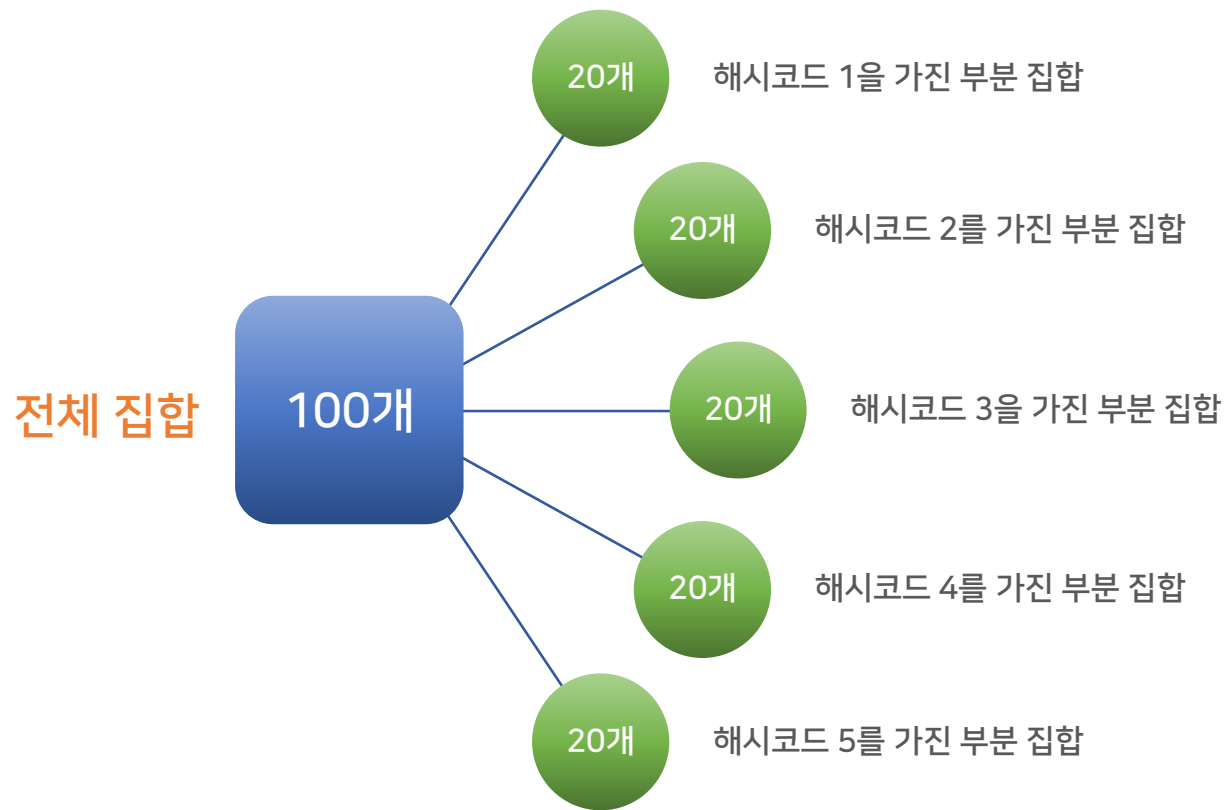 20개 해시코드 1을 가진 부분 집합
20개 해시코드 2를 가진 부분 집합
전체 집합 100개 20개 해시코드 3을 가진 부분 집합
20개 해시코드 4를 가진 부분 집합
20개 해시코드 5를 가진 부분 집합